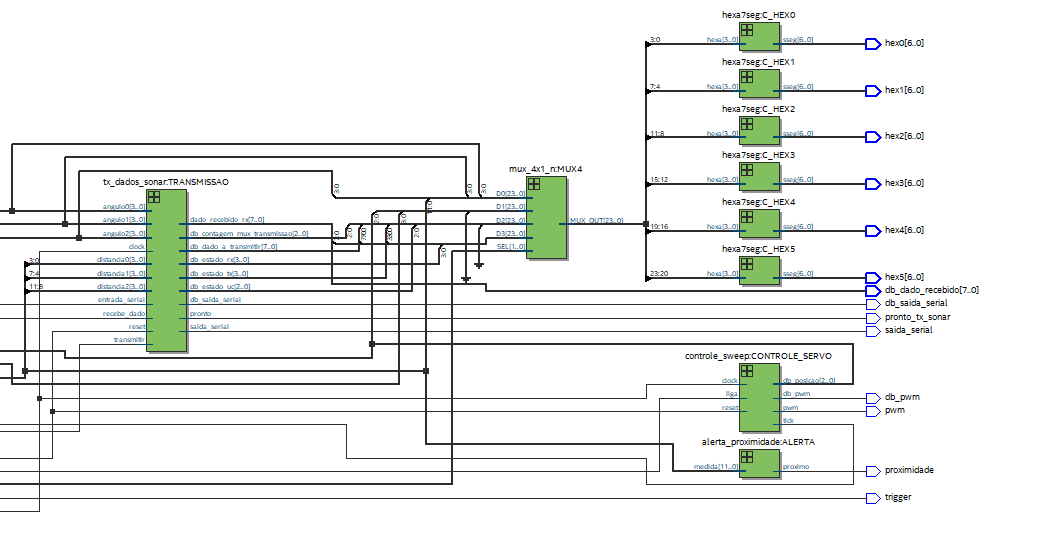 hexa7seg:C_HEX0
3:0 hexa[3..0] sseg[6..0] hex0[6..0]
hexa7seg:C_HEX1
7:4 hexa[3..0] sseg[6..0] hex1[6..0]
hexa7seg:C_HEX2
11:8 hexa[3..0] sseg[6..0] hex2[6..0]
hexa7seg:C_HEX3
15:12 hexa[3..0] sseg[6..0] hex3[6..0]
hexa7seg:C_HEX4
19:16 hexa[3..0] sseg[6..0] hex4[6..0]
hexa7seg:C_HEX5
23:20 hexa[3..0] sseg[6..0] hex5[6..0]
mux_4x1_n:MUX4
D0[23..0]
D1[23..0]
D2[23..0] MUX_OUT[23..0]
D3[23..0]
SEL[1..0]
tx_dados_sonar:TRANSMISSAO
angulo0[3..0]
angulo1[3..0] dado_recebido_rx[7..0]
angulo2[3..0] db_contagem_mux_transmissao[2..0]
clock db_dado_a_transmitir[7..0]
3:0 distancia0[3..0] db_estado_rx[3..0]
7:4 distancia1[3..0] db_estado_tx[3..0]
11:8 distancia2[3..0] db_estado_uc[2..0]
entrada_serial db_saida_serial
recebe_dado pronto
reset saida_serial
transmitir
3:0
3:0
3:0
db_dado_recebido[7..0]
db_saida_serial
pronto_tx_sonar
saida_serial
controle_sweep:CONTROLE_SERVO
clock db_posicao[2..0]
liga db_pwm db_pwm
reset pwm pwm
tick
alerta_proximidade:ALERTA
medida[11..0] proximo proximidade
trigger